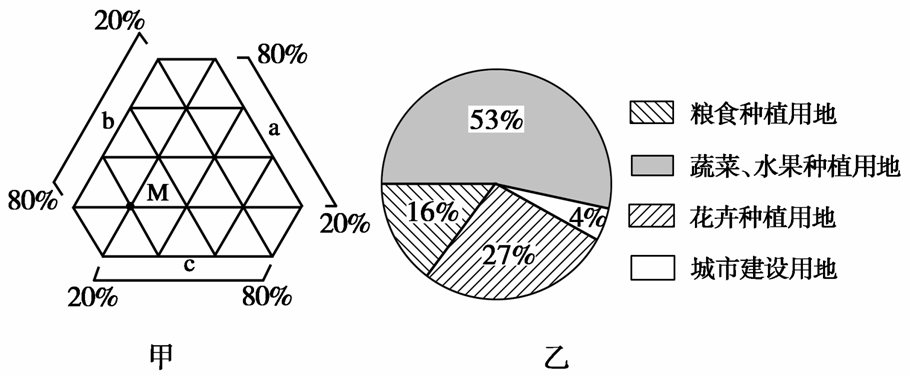 20%
80%
b
a
53%
M
80%
20%
c
20%
80%
16%
4%
27%
粮食种植用地
蔬菜、水果种植用地
花卉种植用地
城市建设用地
甲
乙